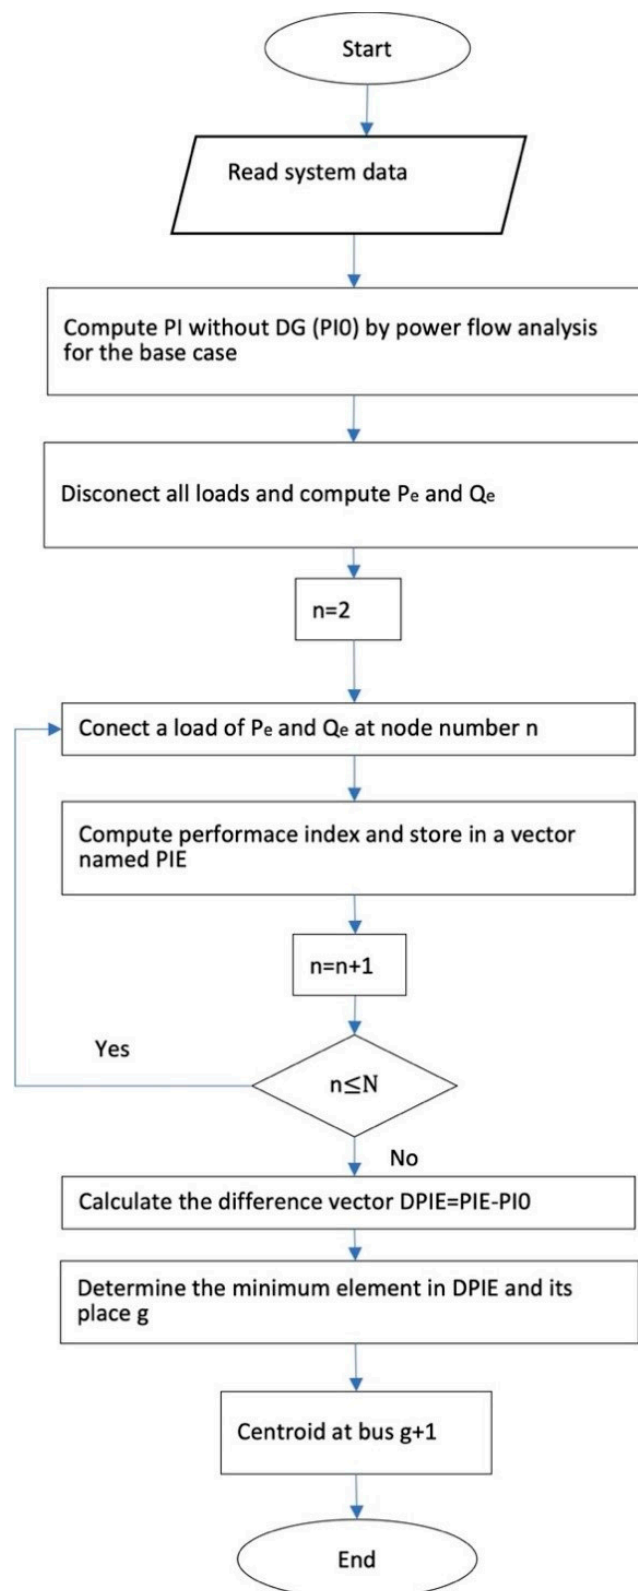 Start
Read system data
Compute PI without DG (PI0) by power flow analysis
for the base case
Disconect all loads and compute Pe and Qe
n=2
Conect a load of Pe and Qe at node number n
Compute performace index and store in a vector
named PIE
n=n+1
Yes
n≤N
No
Calculate the difference vector DPIE=PIE-PI0
Determine the minimum element in DPIE and its
place g
Centroid at bus g+1
End